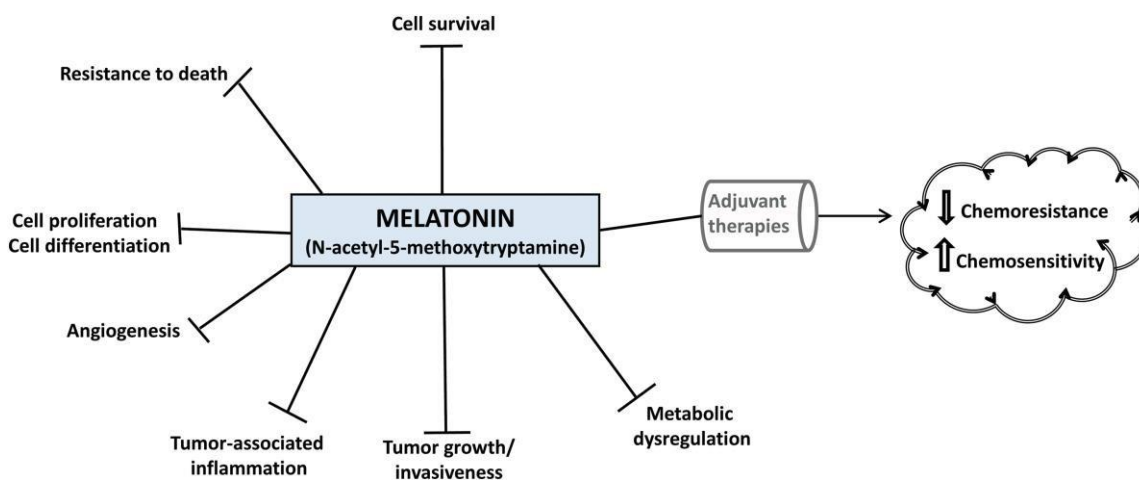 Cell survival
Resistance to death
MELATONIN
(N-acetyl-5-methoxytryptamine)
Adjuvant
therapies
Chemoresistance
Chemosensitivity
Cell proliferation
Cell differentiation
Angiogenesis
Tumor-associated
inflammation
Tumor growth/
invasiveness
Metabolic
dysregulation